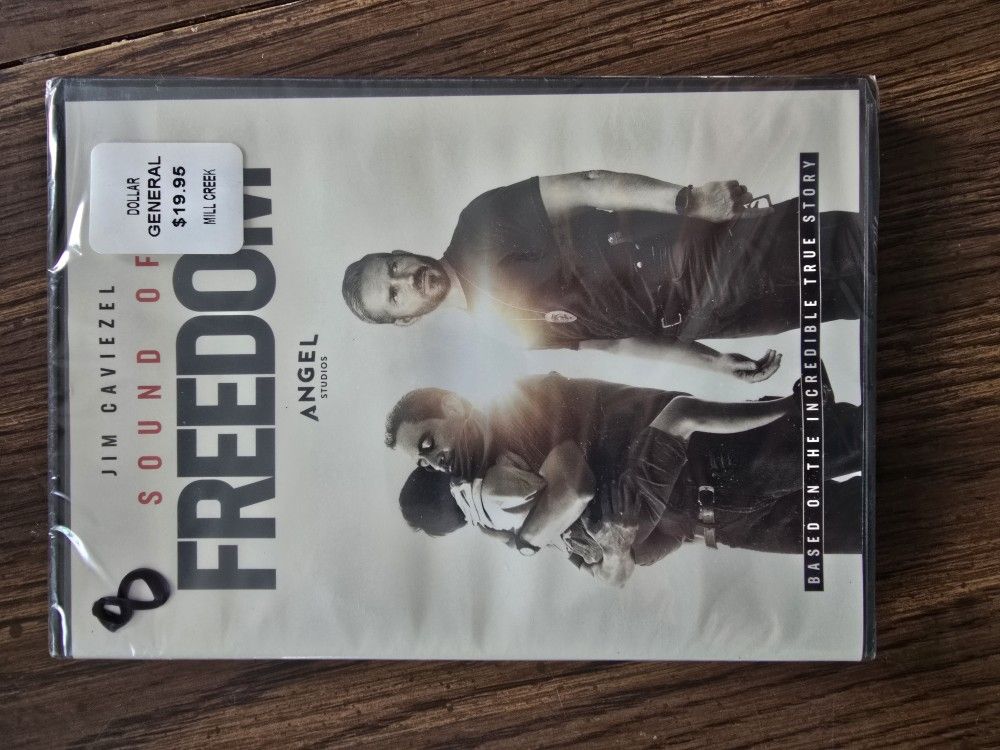 JIM CAVIEZEL
SOUND OF
FREEDOM
ANGEL
STUDIOS
BASED ON THE INCREDIBLE TRUE STORY
DOLLAR
GENERAL
$19.95
MILL CREEK
8